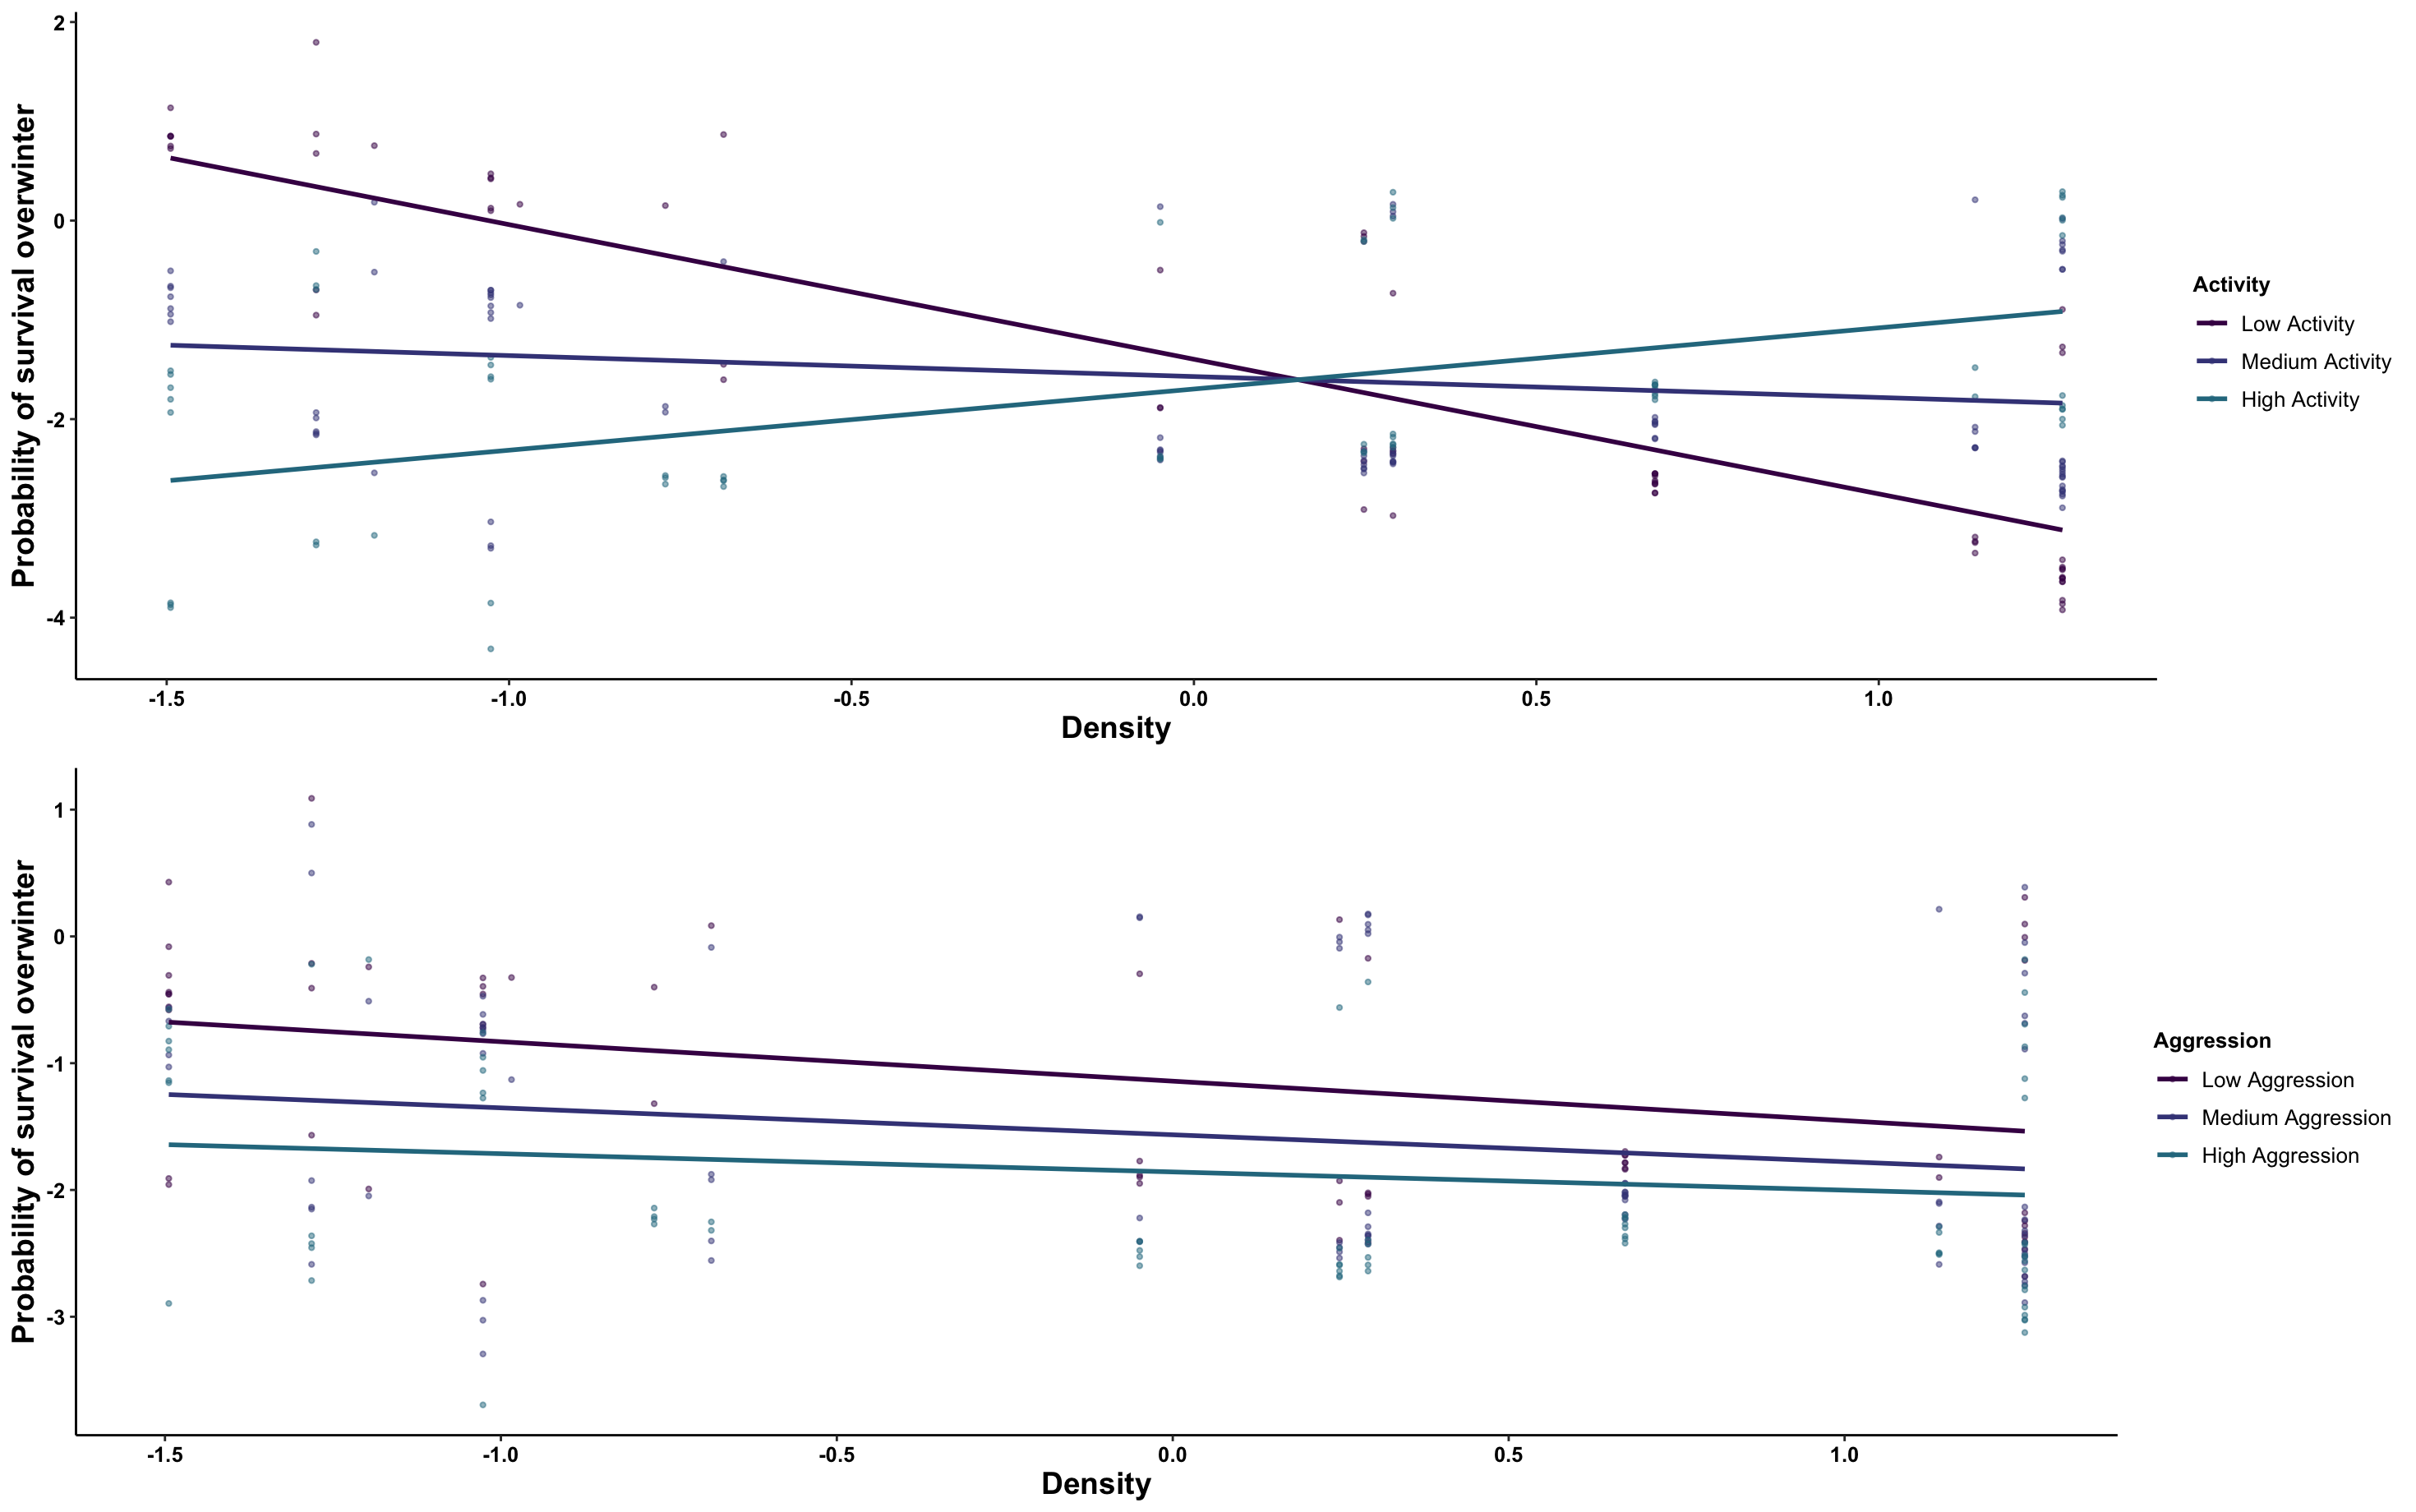 Probability of survival overwinter
2
0
-2
-4
-1.5 -1.0 -0.5 0.0 0.5 1.0
Density
Activity
Low Activity
Medium Activity
High Activity
Probability of survival overwinter
1
0
-1
-2
-3
-1.5 -1.0 -0.5 0.0 0.5 1.0
Density
Aggression
Low Aggression
Medium Aggression
High Aggression